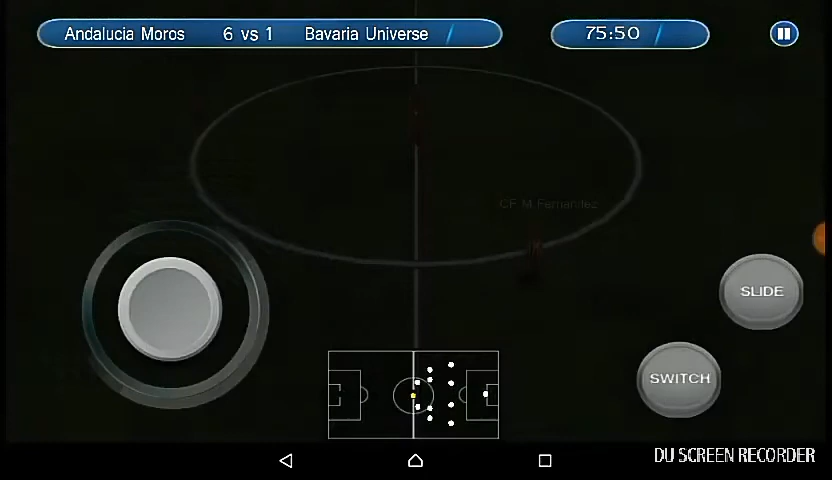 Andalucia Moros 6 vs 1 Bavaria Universe
75:50
CF M.Fernandez
SLIDE
SWITCH
DU SCREEN RECORDER